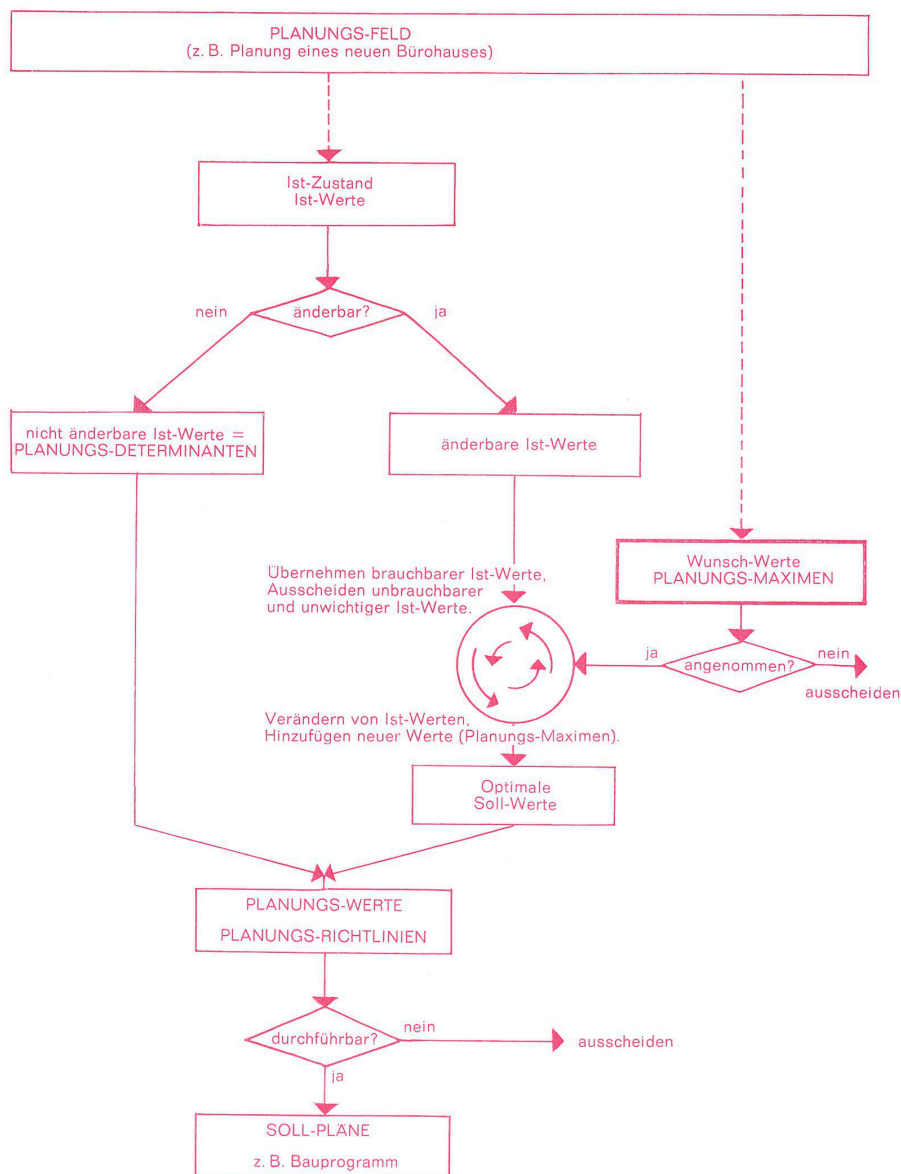 PLANUNGS-FELD
(z. B. Planung eines neuen Bürohauses)
Ist-Zustand
Ist-Werte
nein
änderbar?
ja
nicht änderbare Ist-Werte =
PLANUNGS-DETERMINANTEN
änderbare Ist-Werte
Wunsch-Werte
PLANUNGS-MAXIMEN
Übernehmen brauchbarer Ist-Werte,
Ausscheiden unbrauchbarer
und unwichtiger Ist-Werte.
ja
angenommen?
nein
ausscheiden
Verändern von Ist-Werten,
Hinzufügen neuer Werte (Planungs-Maximen).
Optimale
Soll-Werte
PLANUNGS-WERTE
PLANUNGS-RICHTLINIEN
durchführbar?
nein
ausscheiden
ja
SOLL-PLÄNE
z. B. Bauprogramm